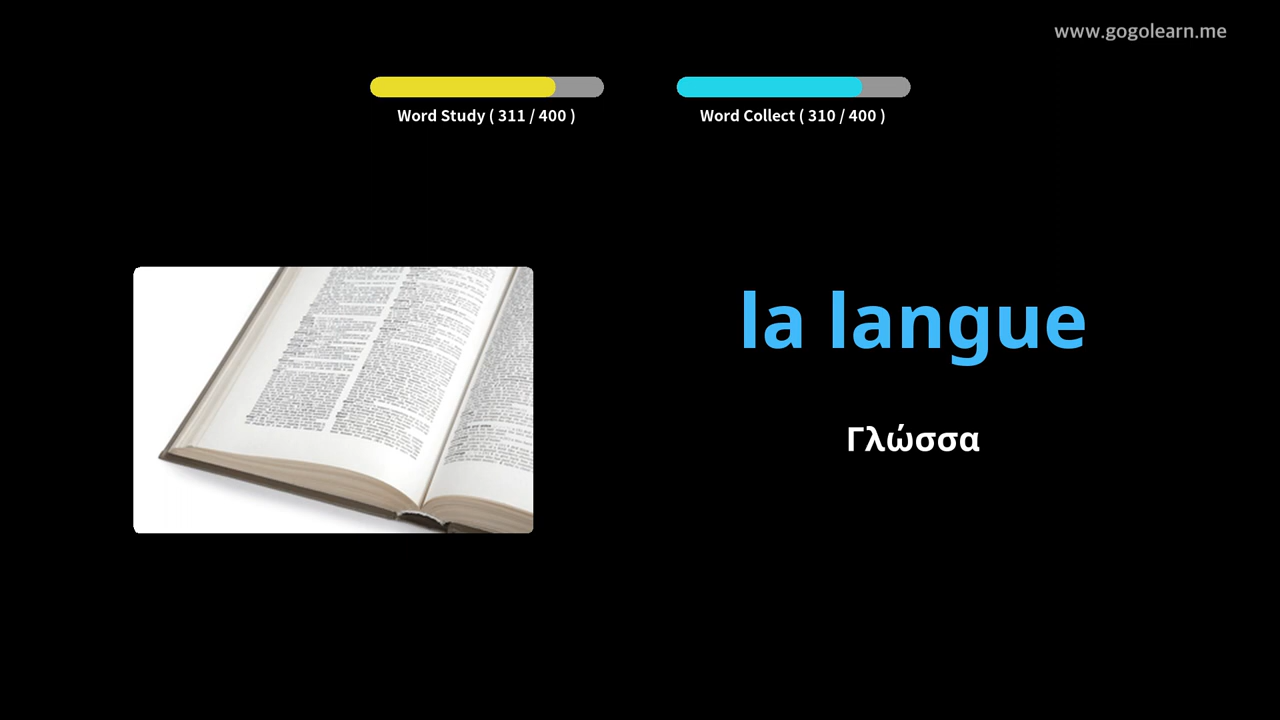 www.gogolearn.me
Word Study ( 311 / 400 )
Word Collect ( 310 / 400 )
la langue
Γλώσσα